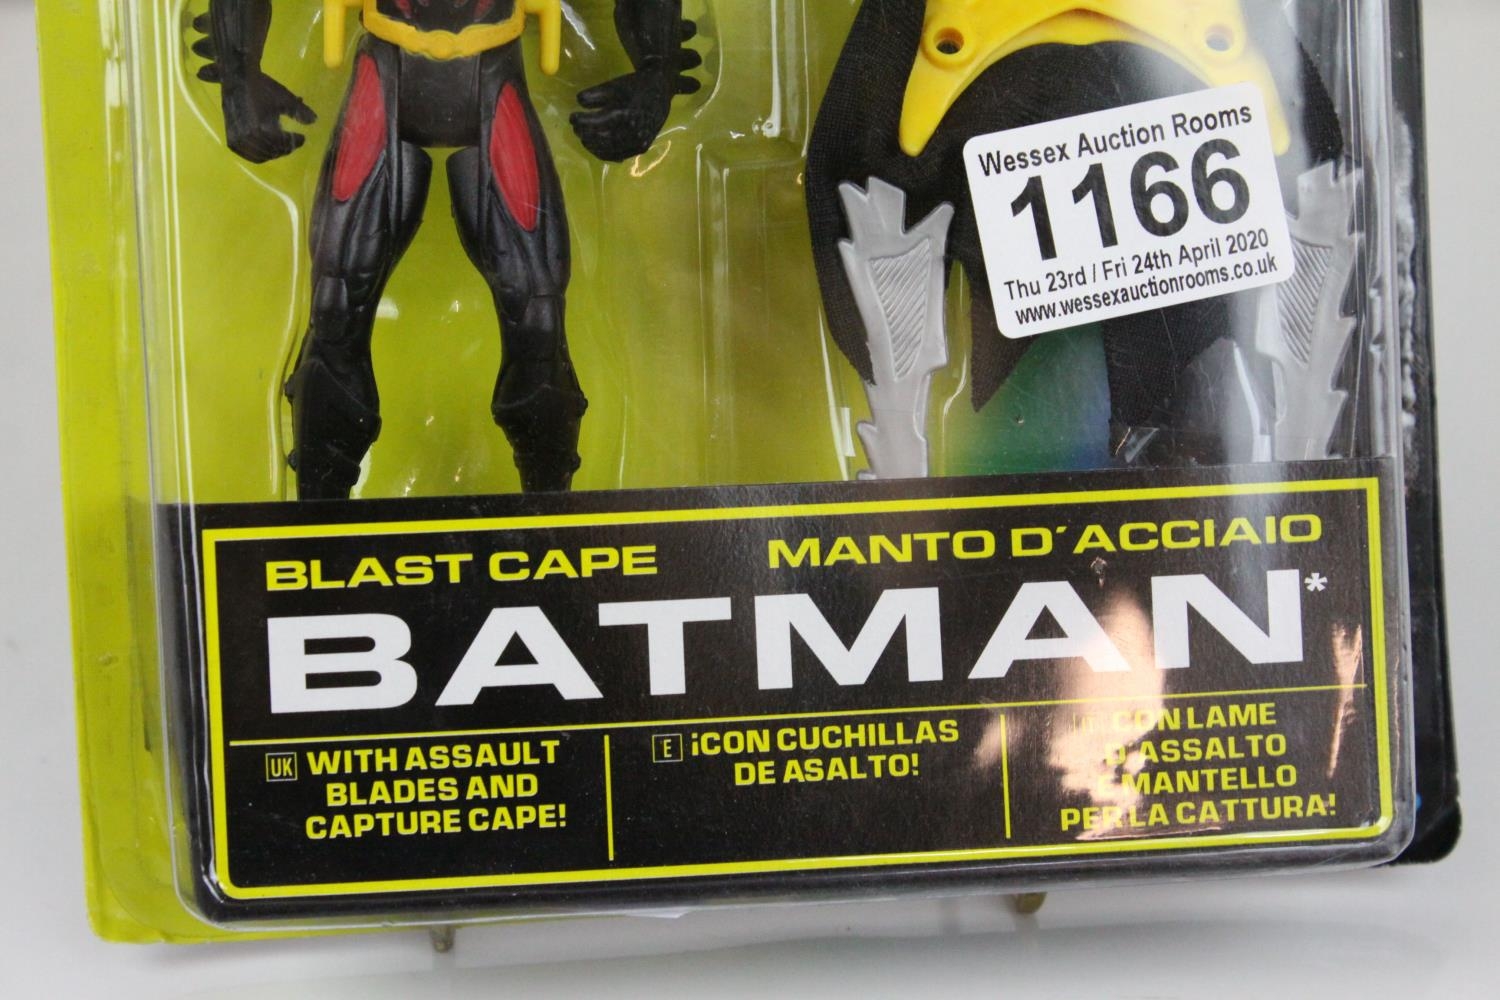 Wessex Auction Rooms
1166
Thu 23rd / Fri 24th April 2020
www.wessexauctionrooms.co.uk
BLAST CAPE
MANTO D'ACCIAIO
BATMAN*
UK WITH ASSAULT
BLADES AND
CAPTURE CAPE!
E ¡CON CUCHILLAS
DE ASALTO!
CON LAME
D'ASSALTO
E MANTELLO
PER LA CATTURA!